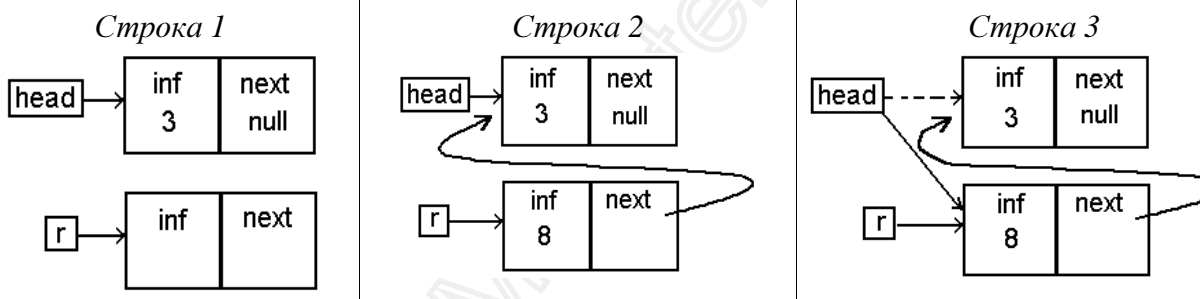 Строка 1
head
inf
next
3
null
r
inf
next
Строка 2
head
inf
next
3
null
r
inf
next
8
Строка 3
head
inf
next
3
null
r
inf
next
8